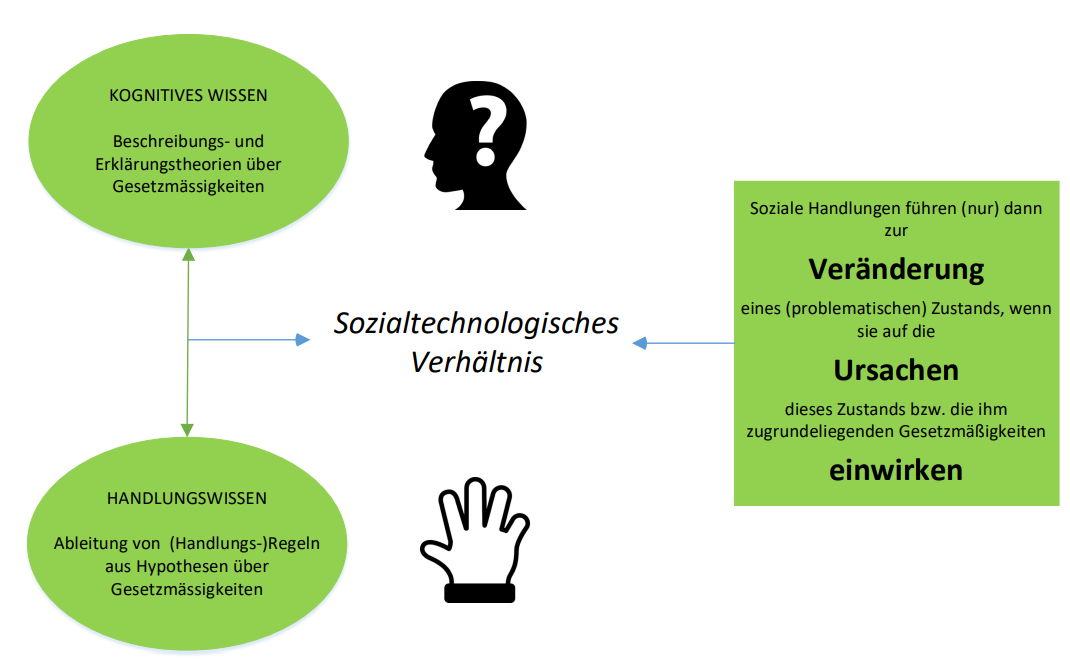 KOGNITIVES WISSEN
Beschreibungs- und
Erklärungstheorien über
Gesetzmässigkeiten
?
Sozialtechnologisches
Verhältnis
HANDLUNGSWISSEN
Ableitung von (Handlungs-)Regeln
aus Hypothesen über
Gesetzmässigkeiten
Soziale Handlungen führen (nur) dann
zur
Veränderung
eines (problematischen) Zustands, wenn
sie auf die
Ursachen
dieses Zustands bzw. die ihm
zugrundeliegenden Gesetzmäßigkeiten
einwirken